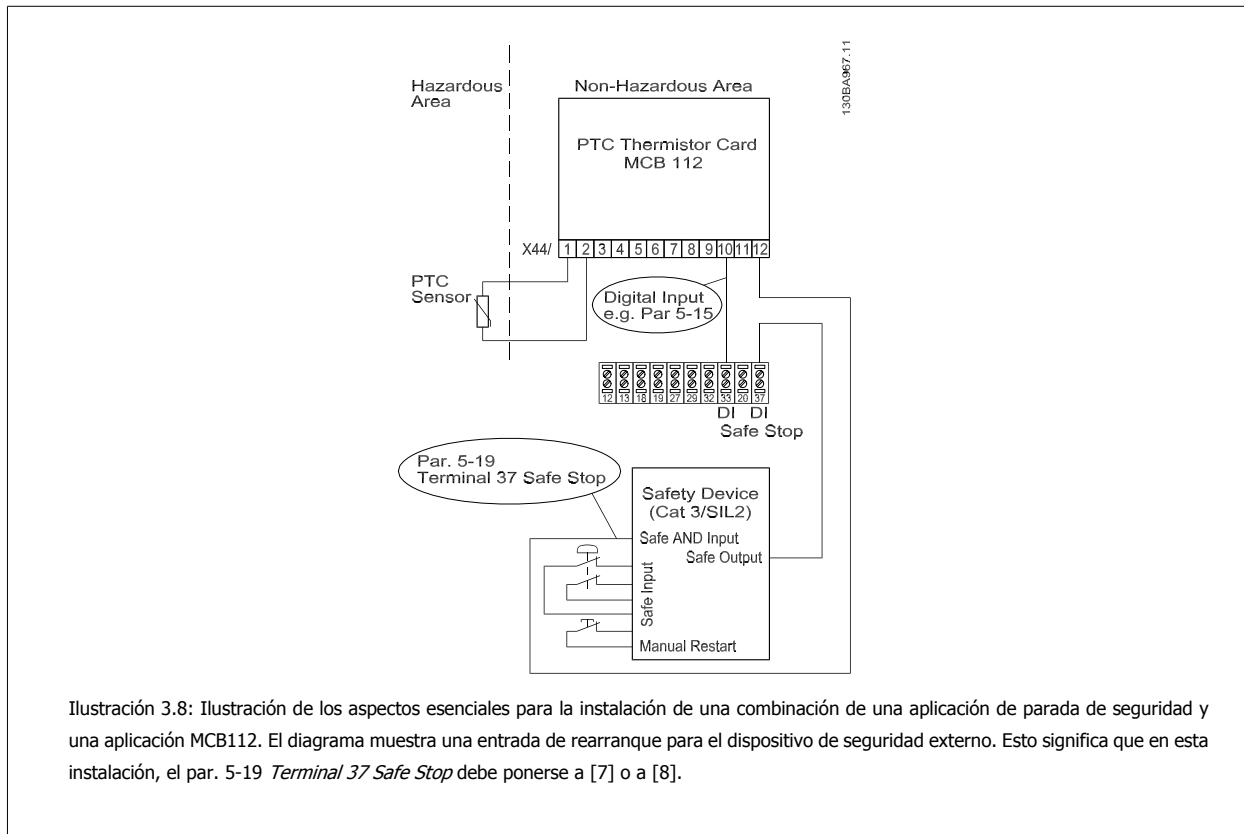 130BA967.11
Hazardous
Area
Non-Hazardous Area
PTC Thermistor Card
MCB 112
X44/ 1 2 3 4 5 6 7 8 9 10 11 12
PTC
Sensor
Digital Input
e.g. Par 5-15
12 13 18 19 27 29 32 33 20 37
DI DI
Safe Stop
Par. 5-19
Terminal 37 Safe Stop
Safety Device
(Cat 3/SIL2)
Safe AND Input
Safe Output
Safe Input
Manual Restart
Ilustración 3.8: Ilustración de los aspectos esenciales para la instalación de una combinación de una aplicación de parada de seguridad y
una aplicación MCB112. El diagrama muestra una entrada de rearranque para el dispositivo de seguridad externo. Esto significa que en esta
instalación, el par. 5-19 Terminal 37 Safe Stop debe ponerse a [7] o a [8].